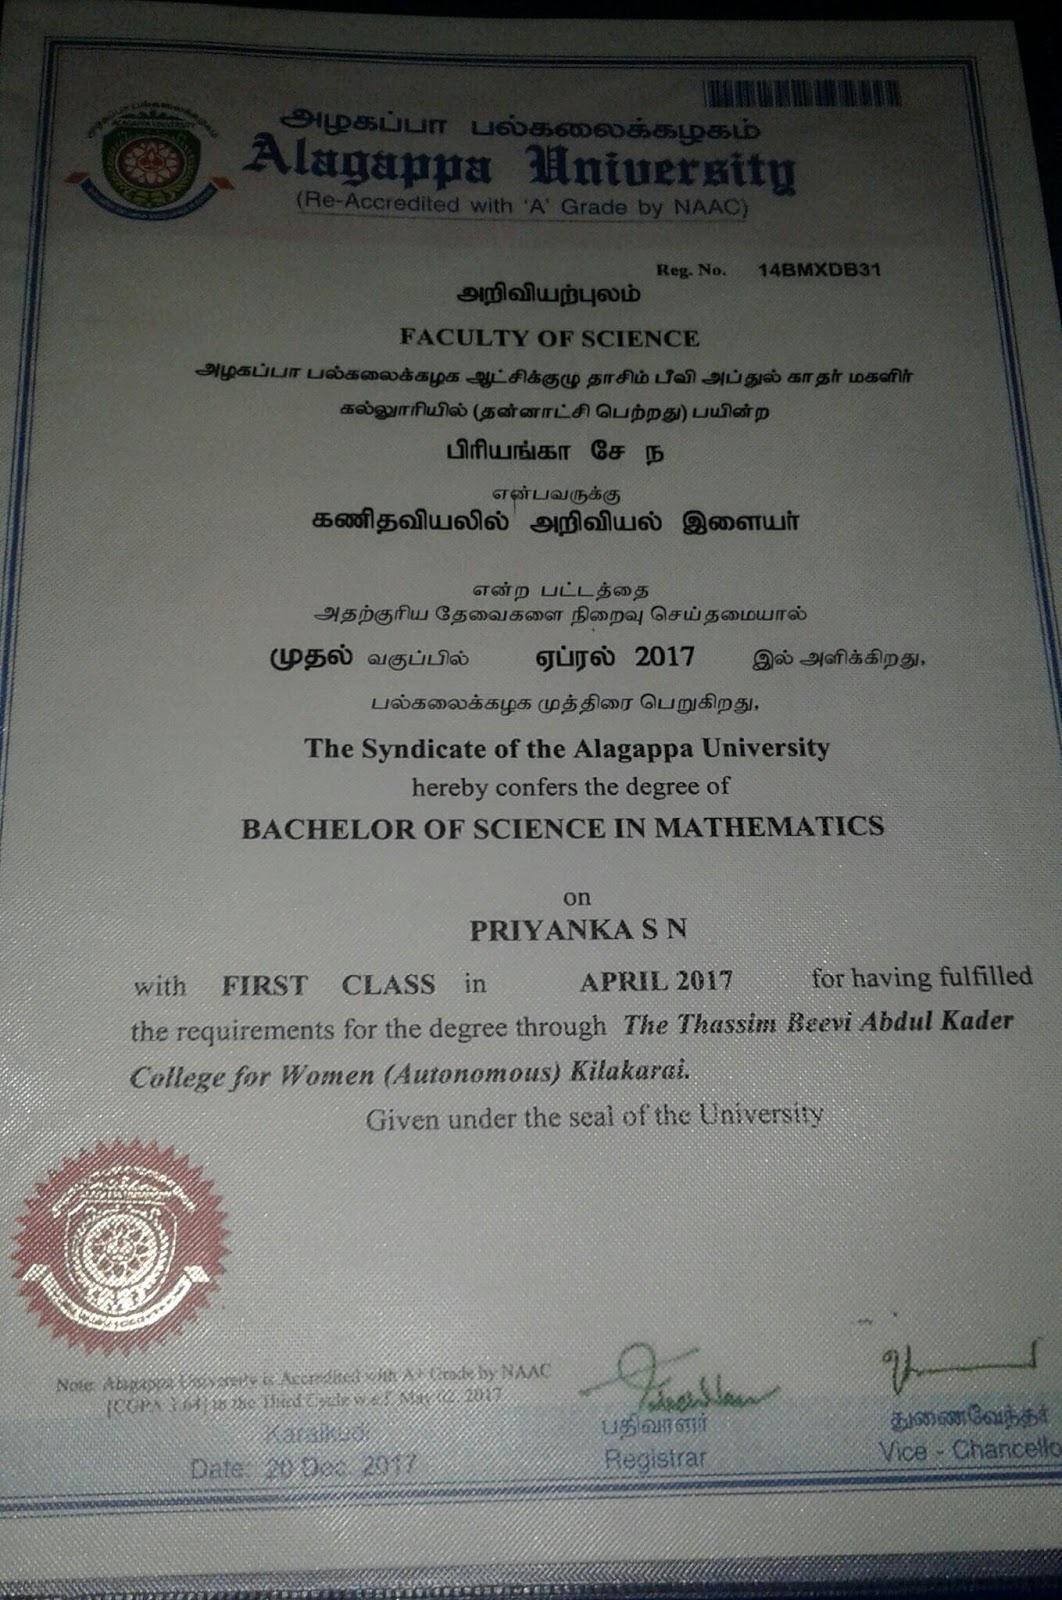 அழகப்பா பல்கலைக்கழகம்
Alagappa University
(Re-Accredited with 'A' Grade by NAAC)
Reg. No. 14BMXDB31
அறிவியற்புலம்
FACULTY OF SCIENCE
அழகப்பா பல்கலைக்கழக ஆட்சிக்குழு தாசிம் பீவி அப்துல் காதர் மகளிர்
கல்லூரியில் (தன்னாட்சி பெற்றது) பயின்ற
பிரியங்கா சே ந
என்பவருக்கு
கணிதவியலில் அறிவியல் இளையர்
என்ற பட்டத்தை
அதற்குரிய தேவைகளை நிறைவு செய்தமையால்
முதல் வகுப்பில் ஏப்ரல் 2017 இல் அளிக்கிறது,
பல்கலைக்கழக முத்திரை பெறுகிறது,
The Syndicate of the Alagappa University
hereby confers the degree of
BACHELOR OF SCIENCE IN MATHEMATICS
on
PRIYANKA S N
with FIRST CLASS in APRIL 2017 for having fulfilled
the requirements for the degree through The Thassim Beevi Abdul Kader
College for Women (Autonomous) Kilakarai.
Given under the seal of the University
Note: Alagappa University is Accredited with A+ Grade by NAAC
[CGPA 3.64] in the Third Cycle w.e.f. May 02, 2017
Karaikudi
Date: 20 Dec. 2017
பதிவாளர்
Registrar
துணைவேந்தர்
Vice - Chancello